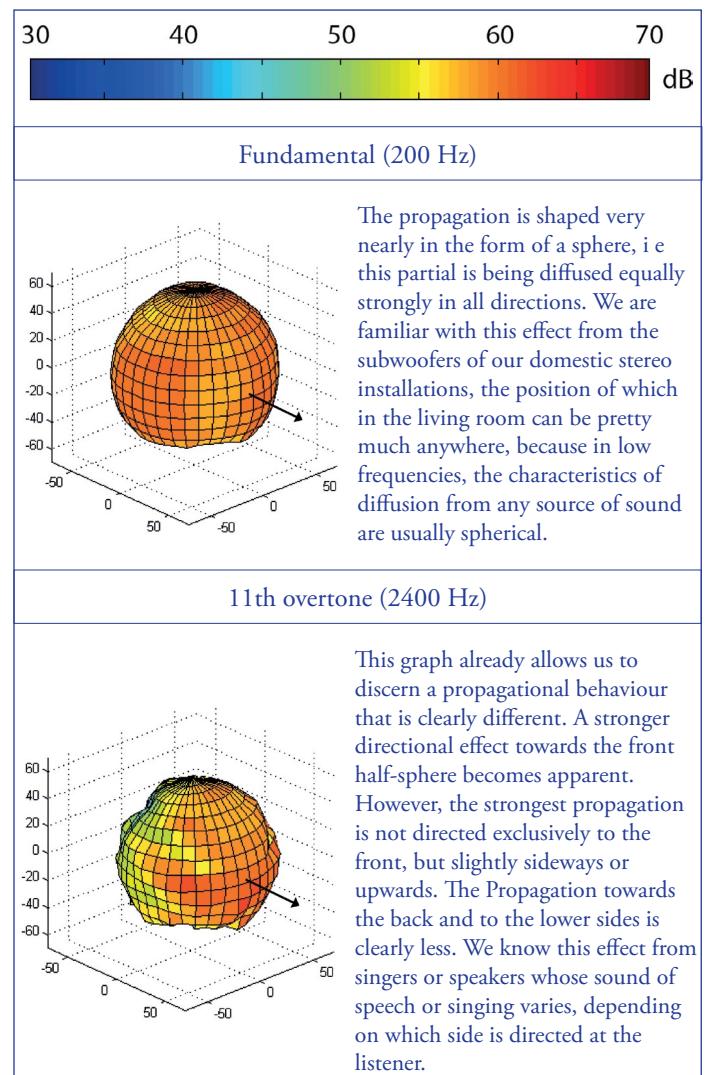 30 40 50 60 70
dB
Fundamental (200 Hz)
The propagation is shaped very
nearly in the form of a sphere, i e
this partial is being diffused equally
strongly in all directions. We are
familiar with this effect from the
subwoofers of our domestic stereo
installations, the position of which
in the living room can be pretty
much anywhere, because in low
frequencies, the characteristics of
diffusion from any source of sound
are usually spherical.
60
40
20
0
-20
-40
-60
-50 0 50
-50 0 50
11th overtone (2400 Hz)
This graph already allows us to
discern a propagational behaviour
that is clearly different. A stronger
directional effect towards the front
half-sphere becomes apparent.
However, the strongest propagation
is not directed exclusively to the
front, but slightly sideways or
upwards. The Propagation towards
the back and to the lower sides is
clearly less. We know this effect from
singers or speakers whose sound of
speech or singing varies, depending
on which side is directed at the
listener.
60
40
20
0
-20
-40
-60
-50 0 50
-50 0 50